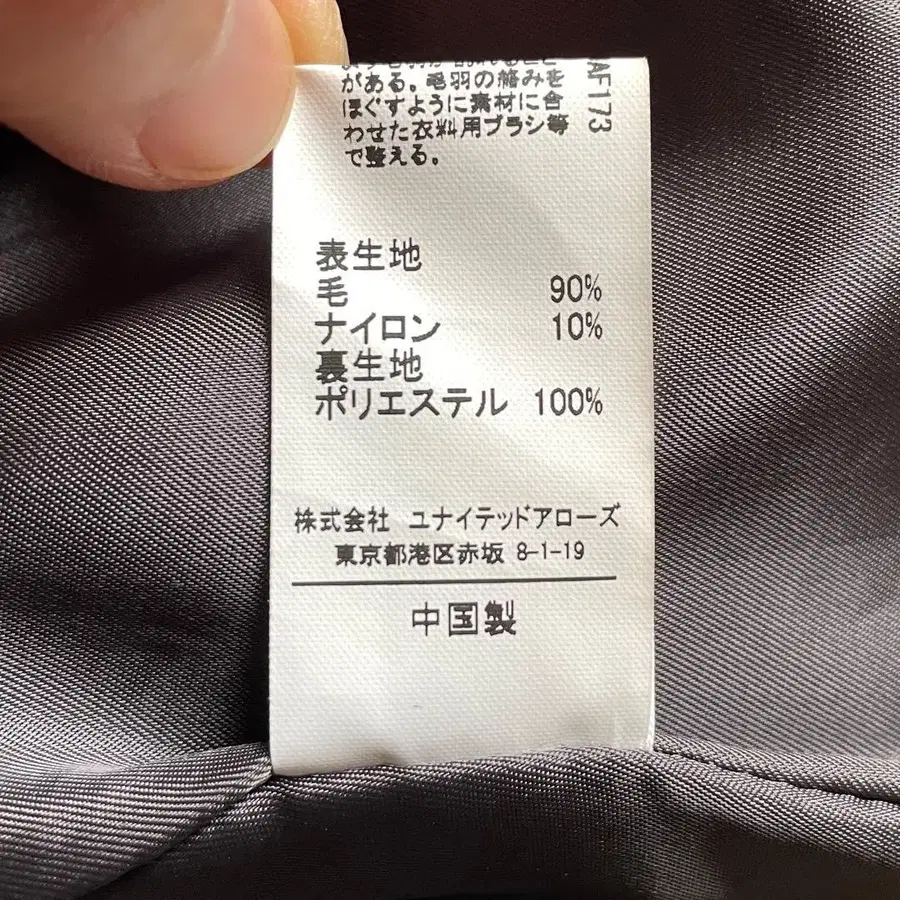 がある。毛羽の絡みを
ほぐすように素材に合
わせた衣料用ブラシ等
で整える。
AF173
表生地
毛 90%
ナイロン 10%
裏生地
ポリエステル 100%
株式会社 ユナイテッドアローズ
東京都港区赤坂 8-1-19
中国製